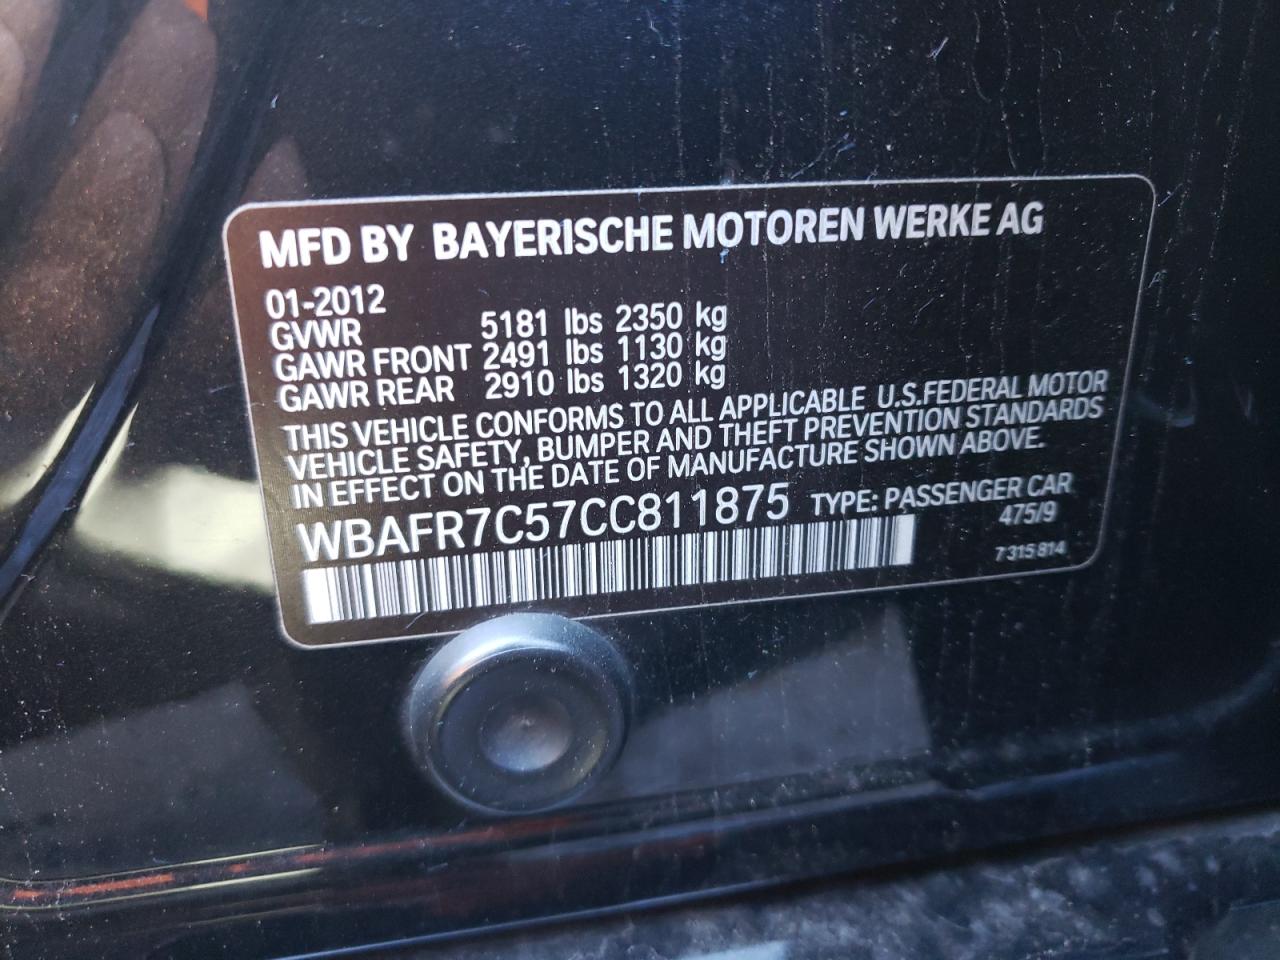 MFD BY BAYERISCHE MOTOREN WERKE AG
01-2012
GVWR 5181 lbs 2350 kg
GAWR FRONT 2491 lbs 1130 kg
GAWR REAR 2910 lbs 1320 kg
THIS VEHICLE CONFORMS TO ALL APPLICABLE U.S.FEDERAL MOTOR
VEHICLE SAFETY, BUMPER AND THEFT PREVENTION STANDARDS
IN EFFECT ON THE DATE OF MANUFACTURE SHOWN ABOVE.
WBAFR7C57CC811875 TYPE: PASSENGER CAR
475/9
7 315 814